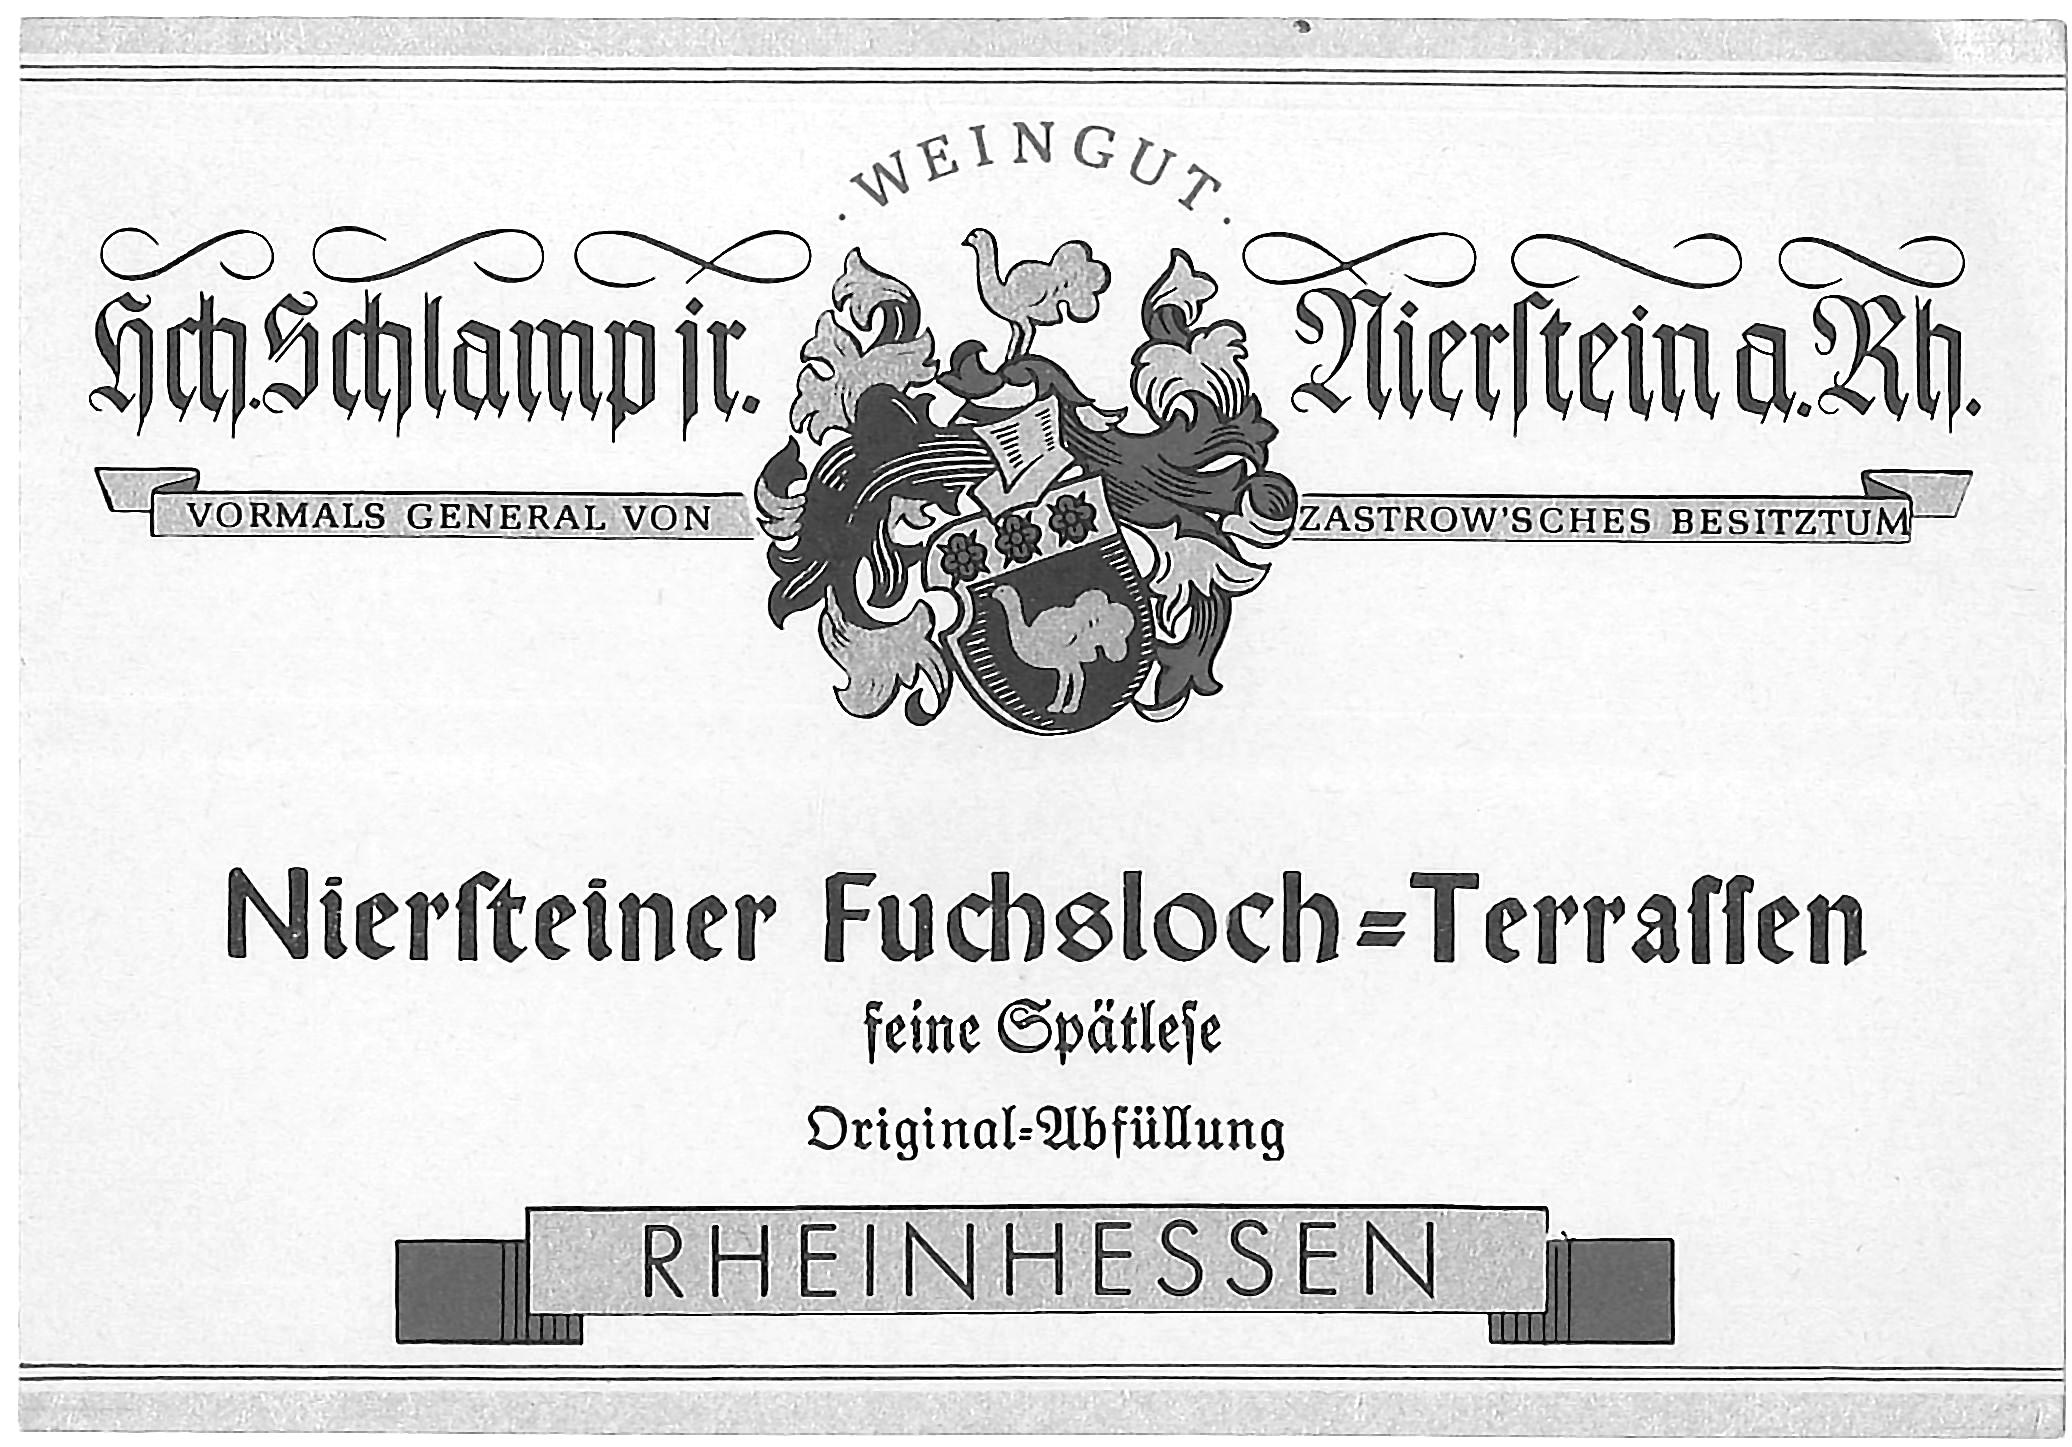 · WEINGUT ·
Hch. Schlamp jr. Nierſtein a. Rh.
VORMALS GENERAL VON ZASTROW'SCHES BESITZTUM
Nierſteiner Fuchsloch=Terraſſen
feine Spätleſe
Original=Abfüllung
RHEINHESSEN